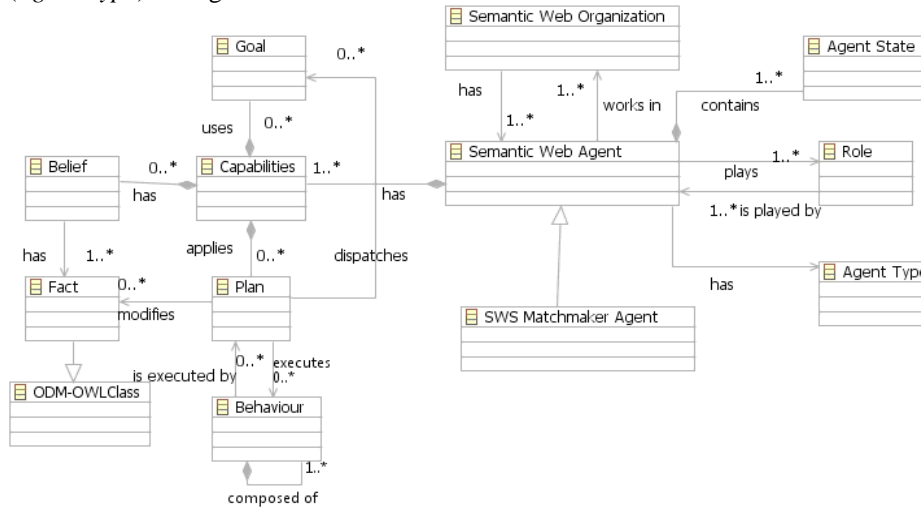 (Agent Type)
Goal
0..*
Semantic Web Organization
Agent State
has
1..*
works in
1..*
1..*
contains
uses
0..*
Belief
0..*
has
Capabilities
1..*
has
Semantic Web Agent
plays
1..*
Role
1..* is played by
applies
0..*
dispatches
has
1..*
Fact
0..*
modifies
Plan
has
Agent Type
SWS Matchmaker Agent
is executed by
0..*
executes
0..*
ODM-OWLClass
Behaviour
1..*
composed of